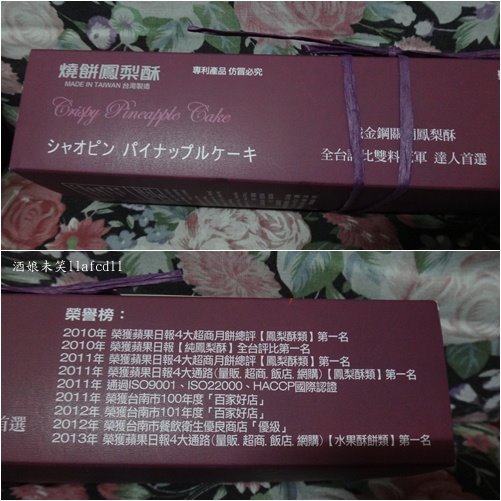 燒餅鳳梨酥
MADE IN TAIWAN 台灣製造
專利產品 仿冒必究
Crispy Pineapple Cake
シャオピン パイナップルケーキ
金鋼關廟鳳梨酥
全台評比雙料冠軍 達人首選
酒娘未笑llafcdll
榮譽榜：
2010年 榮獲蘋果日報4大超商月餅總評【鳳梨酥類】第一名
2010年 榮獲蘋果日報【純鳳梨酥】全台評比第一名
2011年 榮獲蘋果日報4大超商月餅總評【鳳梨酥類】第一名
2011年 榮獲蘋果日報4大通路(量販, 超商, 飯店, 網購)【鳳梨酥類】第一名
2011年 通過ISO9001、ISO22000、HACCP國際認證
2011年 榮獲台南市100年度「百家好店」
2012年 榮獲台南市101年度「百家好店」
2012年 榮獲台南市餐飲衛生優良商店「優級」
2013年 榮獲蘋果日報4大通路(量販, 超商, 飯店, 網購)【水果酥餅類】第一名
首選